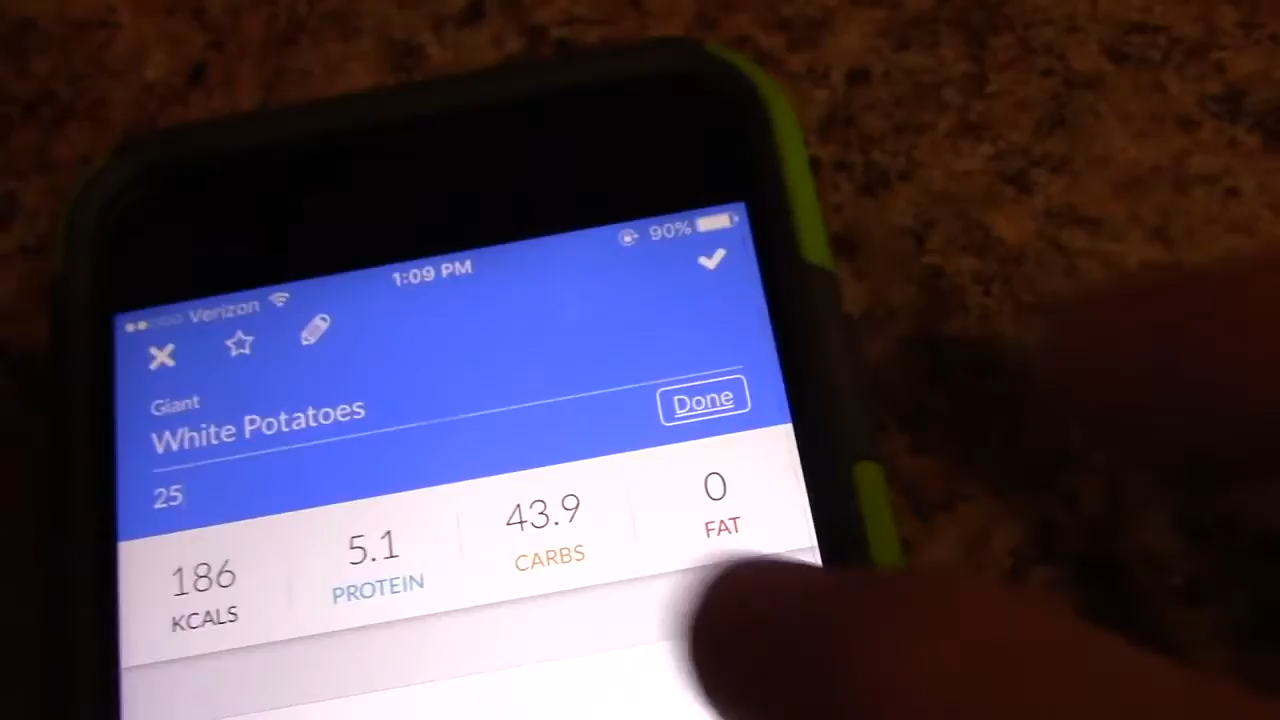 Verizon 1:09 PM 90%
Giant
White Potatoes
Done
25
186 5.1 43.9 0
KCALS PROTEIN CARBS FAT